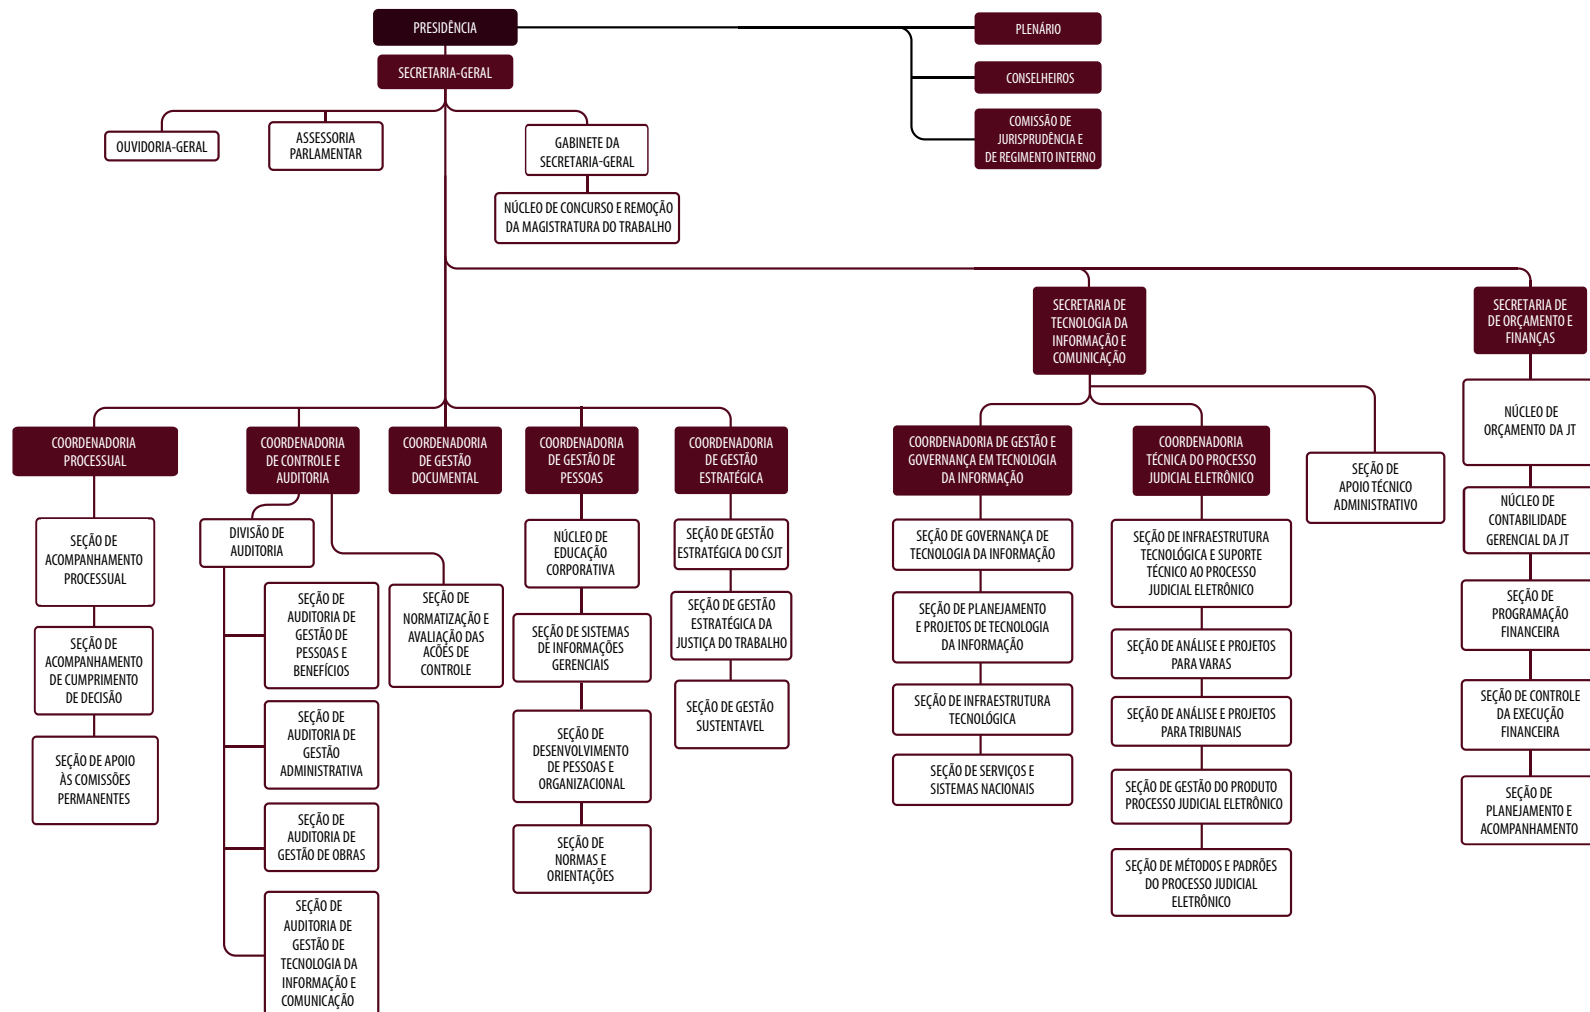 PRESIDÊNCIA
PLENÁRIO
SECRETARIA-GERAL
CONSELHEIROS
COMISSÃO DE
JURISPRUDÊNCIA E
DE REGIMENTO INTERNO
OUVIDORIA-GERAL
ASSESSORIA
PARLAMENTAR
GABINETE DA
SECRETARIA-GERAL
NÚCLEO DE CONCURSO E REMOÇÃO
DA MAGISTRATURA DO TRABALHO
SECRETARIA DE
TECNOLOGIA DA
INFORMAÇÃO E
COMUNICAÇÃO
SECRETARIA DE
DE ORÇAMENTO E
FINANÇAS
COORDENADORIA
PROCESSUAL
SEÇÃO DE
ACOMPANHAMENTO
PROCESSUAL
SEÇÃO DE
ACOMPANHAMENTO
DE CUMPRIMENTO
DE DECISÃO
SEÇÃO DE APOIO
ÀS COMISSÕES
PERMANENTES
COORDENADORIA
DE CONTROLE E
AUDITORIA
DIVISÃO DE
AUDITORIA
SEÇÃO DE
AUDITORIA DE
GESTÃO DE
PESSOAS E
BENEFÍCIOS
SEÇÃO DE
AUDITORIA DE
GESTÃO
ADMINISTRATIVA
SEÇÃO DE
AUDITORIA DE
GESTÃO DE OBRAS
SEÇÃO DE
AUDITORIA DE
GESTÃO DE
TECNOLOGIA DA
INFORMAÇÃO E
COMUNICAÇÃO
SEÇÃO DE
NORMATIZAÇÃO E
AVALIAÇÃO DAS
ACÕES DE
CONTROLE
COORDENADORIA
DE GESTÃO
DOCUMENTAL
COORDENADORIA
DE GESTÃO DE
PESSOAS
NÚCLEO DE
EDUCAÇÃO
CORPORATIVA
SEÇÃO DE SISTEMAS
DE INFORMAÇÕES
GERENCIAIS
SEÇÃO DE
DESENVOLVIMENTO
DE PESSOAS E
ORGANIZACIONAL
SEÇÃO DE
NORMAS E
ORIENTAÇÕES
COORDENADORIA
DE GESTÃO
ESTRATÉGICA
SEÇÃO DE GESTÃO
ESTRATÉGICA DO CSJT
SEÇÃO DE GESTÃO
ESTRATÉGICA DA
JUSTIÇA DO TRABALHO
SEÇÃO DE GESTÃO
SUSTENTAVEL
COORDENADORIA DE GESTÃO E
GOVERNANÇA EM TECNOLOGIA
DA INFORMAÇÃO
SEÇÃO DE GOVERNANÇA DE
TECNOLOGIA DA INFORMAÇÃO
SEÇÃO DE PLANEJAMENTO
E PROJETOS DE TECNOLOGIA
DA INFORMAÇÃO
SEÇÃO DE INFRAESTRUTURA
TECNOLÓGICA
SEÇÃO DE SERVIÇOS E
SISTEMAS NACIONAIS
COORDENADORIA
TÉCNICA DO PROCESSO
JUDICIAL ELETRÔNICO
SEÇÃO DE INFRAESTRUTURA
TECNOLÓGICA E SUPORTE
TÉCNICO AO PROCESSO
JUDICIAL ELETRÔNICO
SEÇÃO DE ANÁLISE E PROJETOS
PARA VARAS
SEÇÃO DE ANÁLISE E PROJETOS
PARA TRIBUNAIS
SEÇÃO DE GESTÃO DO PRODUTO
PROCESSO JUDICIAL ELETRÔNICO
SEÇÃO DE MÉTODOS E PADRÕES
DO PROCESSO JUDICIAL
ELETRÔNICO
SEÇÃO DE
APOIO TÉCNICO
ADMINISTRATIVO
NÚCLEO DE
ORÇAMENTO DA JT
NÚCLEO DE
CONTABILIDADE
GERENCIAL DA JT
SEÇÃO DE
PROGRAMAÇÃO
FINANCEIRA
SEÇÃO DE CONTROLE
DA EXECUÇÃO
FINANCEIRA
SEÇÃO DE
PLANEJAMENTO E
ACOMPANHAMENTO